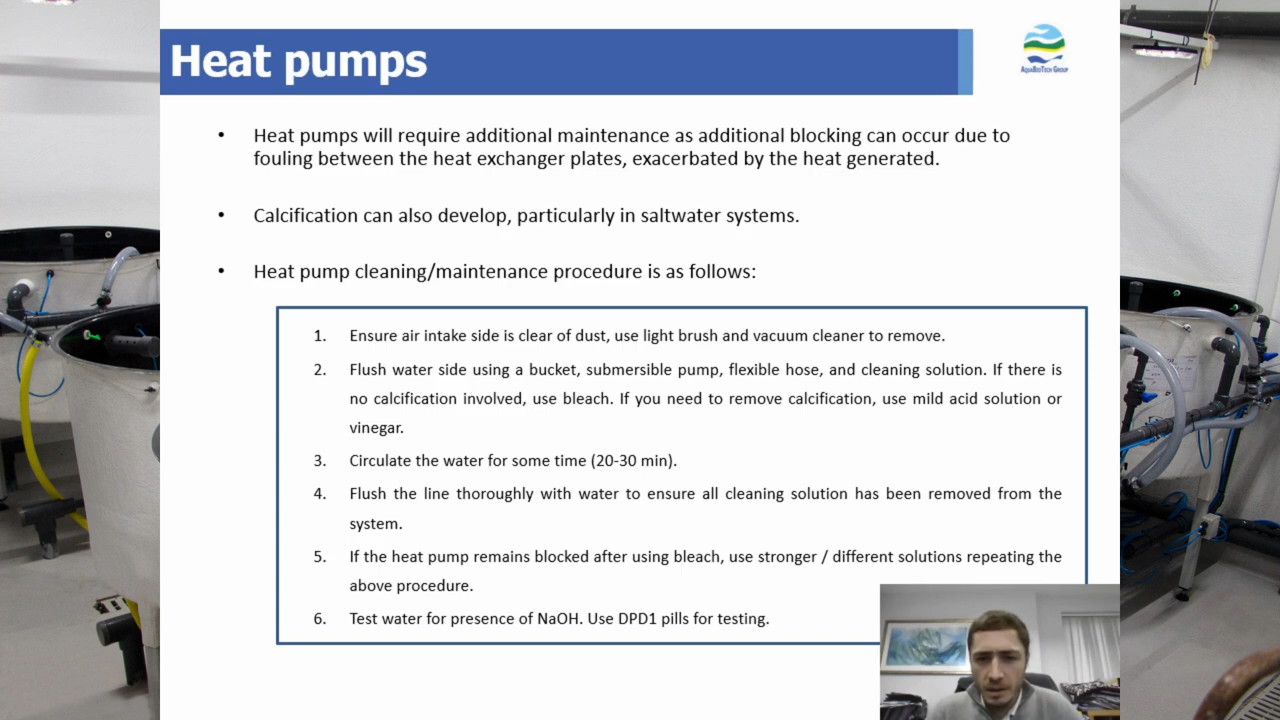 Heat pumps
AQUABIOTECH GROUP
• Heat pumps will require additional maintenance as additional blocking can occur due to
fouling between the heat exchanger plates, exacerbated by the heat generated.
• Calcification can also develop, particularly in saltwater systems.
• Heat pump cleaning/maintenance procedure is as follows:
1. Ensure air intake side is clear of dust, use light brush and vacuum cleaner to remove.
2. Flush water side using a bucket, submersible pump, flexible hose, and cleaning solution. If there is
no calcification involved, use bleach. If you need to remove calcification, use mild acid solution or
vinegar.
3. Circulate the water for some time (20-30 min).
4. Flush the line thoroughly with water to ensure all cleaning solution has been removed from the
system.
5. If the heat pump remains blocked after using bleach, use stronger / different solutions repeating the
above procedure.
6. Test water for presence of NaOH. Use DPD1 pills for testing.